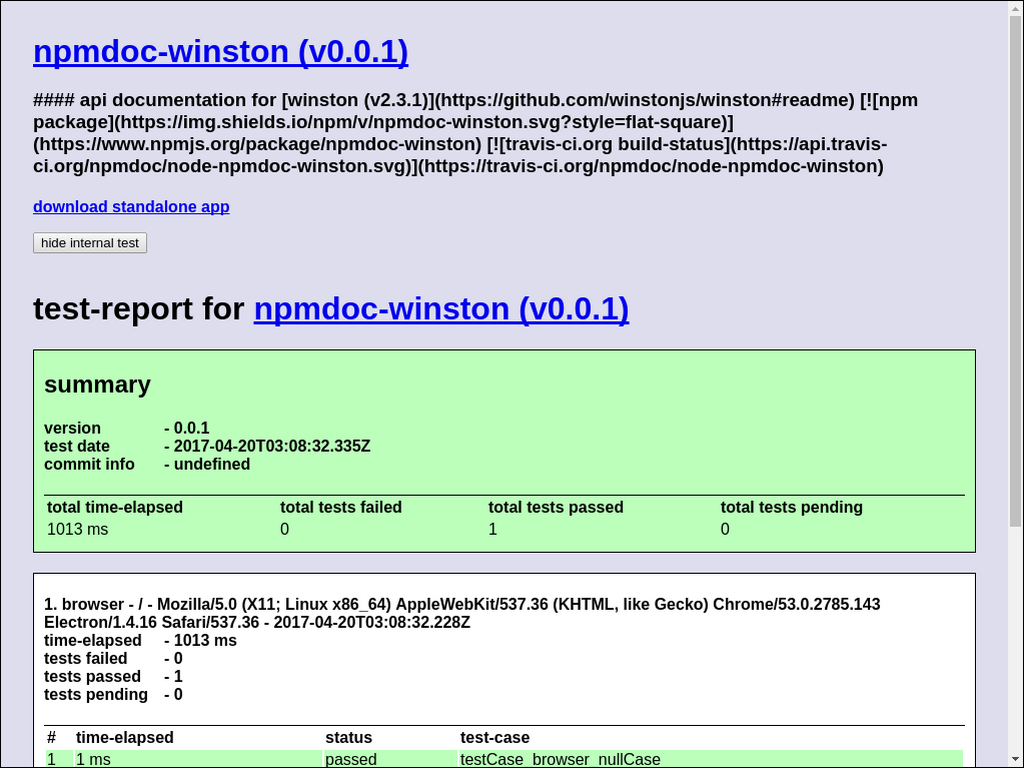 npmdoc-winston (v0.0.1)
#### api documentation for [winston (v2.3.1)](https://github.com/winstonjs/winston#readme) [![npm
package](https://img.shields.io/npm/v/npmdoc-winston.svg?style=flat-square)]
(https://www.npmjs.org/package/npmdoc-winston) [![travis-ci.org build-status](https://api.travis-
ci.org/npmdoc/node-npmdoc-winston.svg)](https://travis-ci.org/npmdoc/node-npmdoc-winston)
download standalone app
hide internal test
test-report for npmdoc-winston (v0.0.1)
summary
version - 0.0.1
test date - 2017-04-20T03:08:32.335Z
commit info - undefined
total time-elapsed total tests failed total tests passed total tests pending
1013 ms 0 1 0
1. browser - / - Mozilla/5.0 (X11; Linux x86_64) AppleWebKit/537.36 (KHTML, like Gecko) Chrome/53.0.2785.143
Electron/1.4.16 Safari/537.36 - 2017-04-20T03:08:32.228Z
time-elapsed - 1013 ms
tests failed - 0
tests passed - 1
tests pending - 0
# time-elapsed status test-case
1 1 ms passed testCase_browser_nullCase